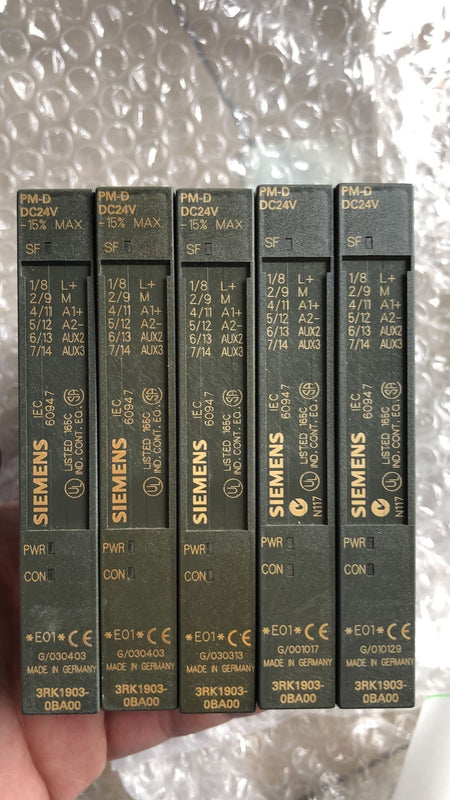 PM-D
DC24V
-15% MAX
SF
1/8 L+
2/9 M
4/11 A1+
5/12 A2-
6/13 AUX2
7/14 AUX3
SIEMENS
IEC
60947
UL
LISTED 165C
IND. CONT. EQ.
SA
PWR
CON
*E01* CE
G/030403
MADE IN GERMANY
3RK1903-
0BA00
PM-D
DC24V
-15% MAX
SF
1/8 L+
2/9 M
4/11 A1+
5/12 A2-
6/13 AUX2
7/14 AUX3
SIEMENS
IEC
60947
UL
LISTED 165C
IND. CONT. EQ.
SA
PWR
CON
*E01* CE
G/030403
MADE IN GERMANY
3RK1903-
0BA00
PM-D
DC24V
-15% MAX
SF
1/8 L+
2/9 M
4/11 A1+
5/12 A2-
6/13 AUX2
7/14 AUX3
SIEMENS
IEC
60947
UL
LISTED 165C
IND. CONT. EQ.
SA
PWR
CON
*E01* CE
G/030313
MADE IN GERMANY
3RK1903-
0BA00
PM-D
DC24V
SF
1/8 L+
2/9 M
4/11 A1+
5/12 A2-
6/13 AUX2
7/14 AUX3
SIEMENS
IEC
60947
UL
LISTED 165C
IND. CONT. EQ.
SA
N117
PWR
CON
*E01* CE
G/001017
MADE IN GERMANY
3RK1903-
0BA00
PM-D
DC24V
SF
1/8 L+
2/9 M
4/11 A1+
5/12 A2-
6/13 AUX2
7/14 AUX3
SIEMENS
IEC
60947
UL
LISTED 165C
IND. CONT. EQ.
SA
N117
PWR
CON
*E01* CE
G/010129
MADE IN GERMANY
3RK1903-
0BA00